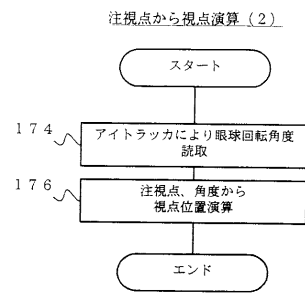 注視点から視点演算（２）
スタート
１７４
アイトラッカにより眼球回転角度
読取
１７６
注視点、角度から
視点位置演算
エンド